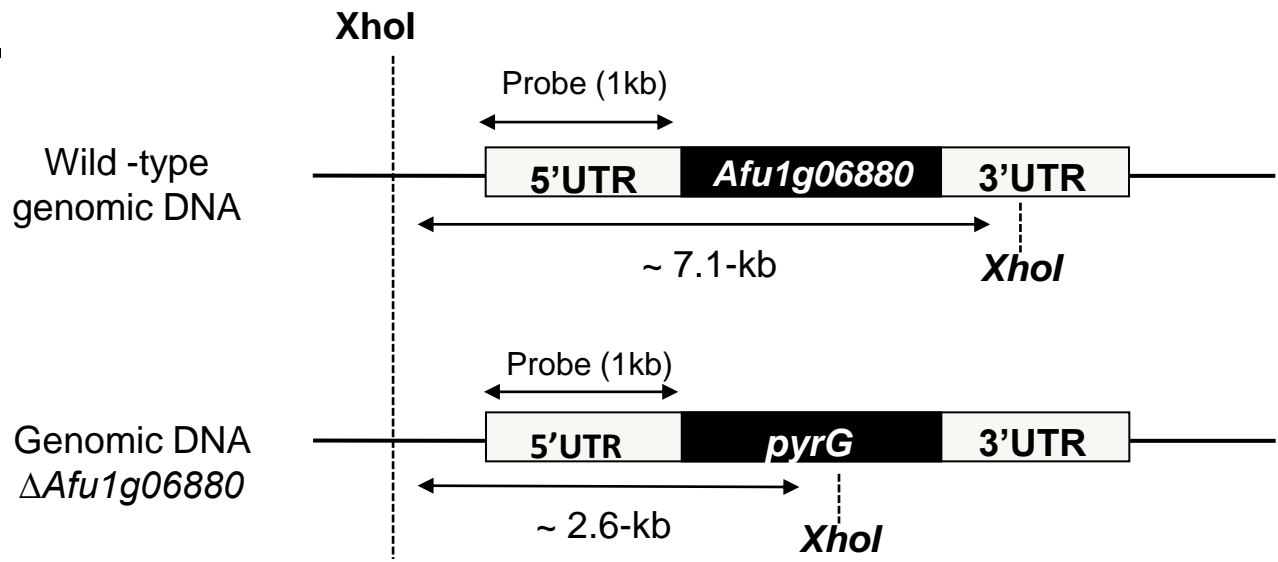 XhoI
Probe (1kb)
Wild -type
genomic DNA
5'UTR Afu1g06880 3'UTR
~ 7.1-kb
XhoI
Probe (1kb)
Genomic DNA
ΔAfu1g06880
5'UTR pyrG 3'UTR
~ 2.6-kb
XhoI